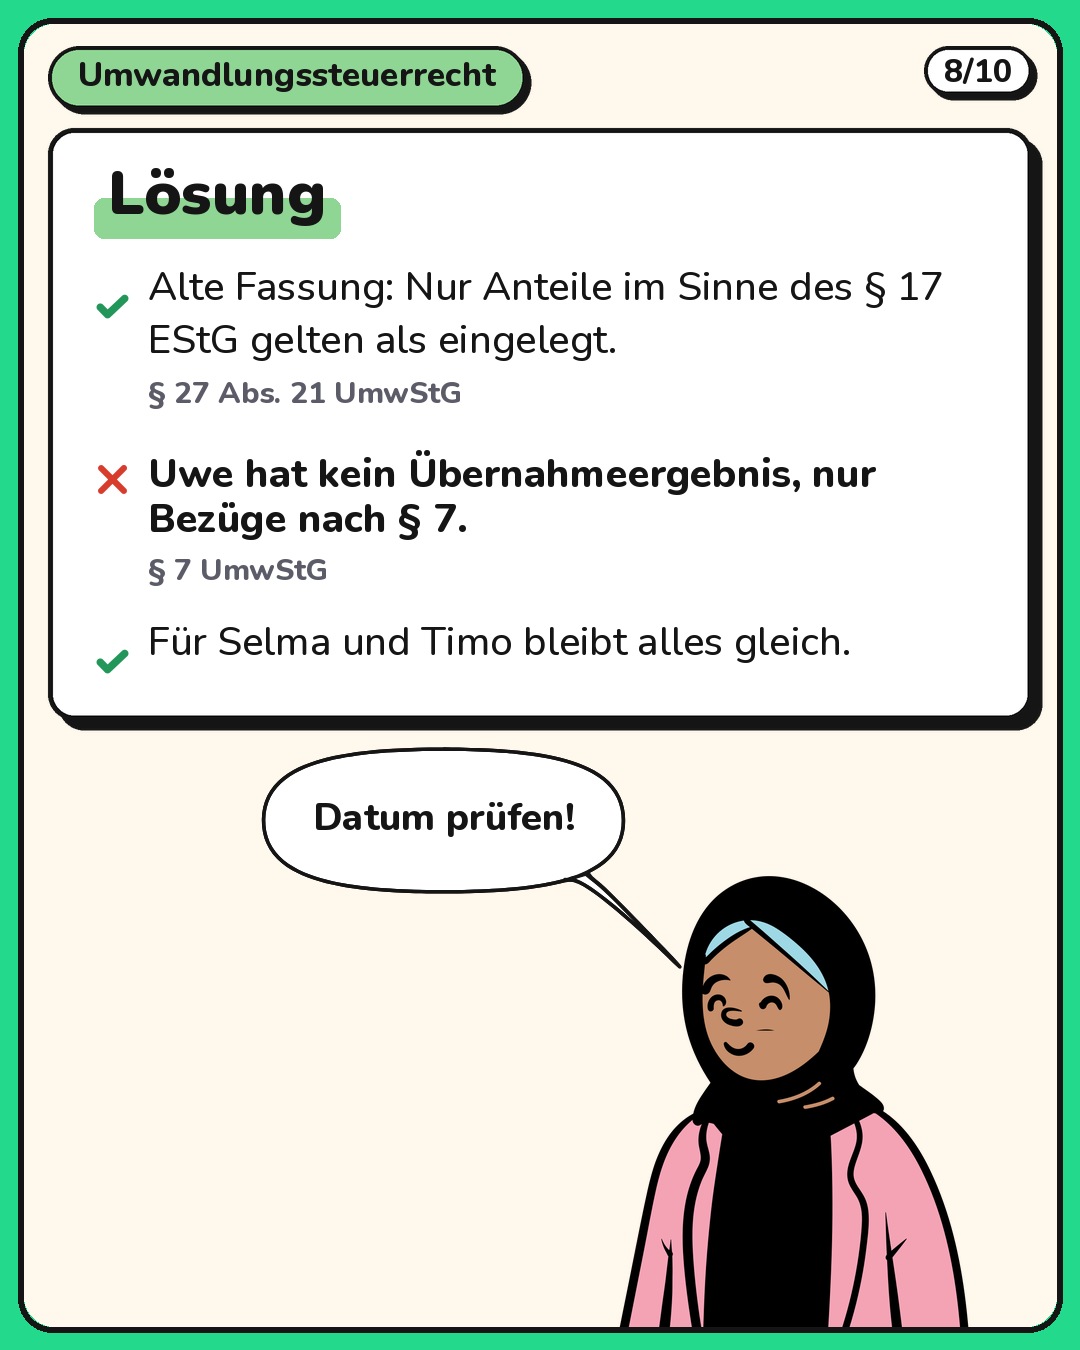 Umwandlungssteuerrecht
8/10
Lösung
Alte Fassung: Nur Anteile im Sinne des § 17
EStG gelten als eingelegt.
§ 27 Abs. 21 UmwStG
Uwe hat kein Übernahmeergebnis, nur
Bezüge nach § 7.
§ 7 UmwStG
Für Selma und Timo bleibt alles gleich.
Datum prüfen!